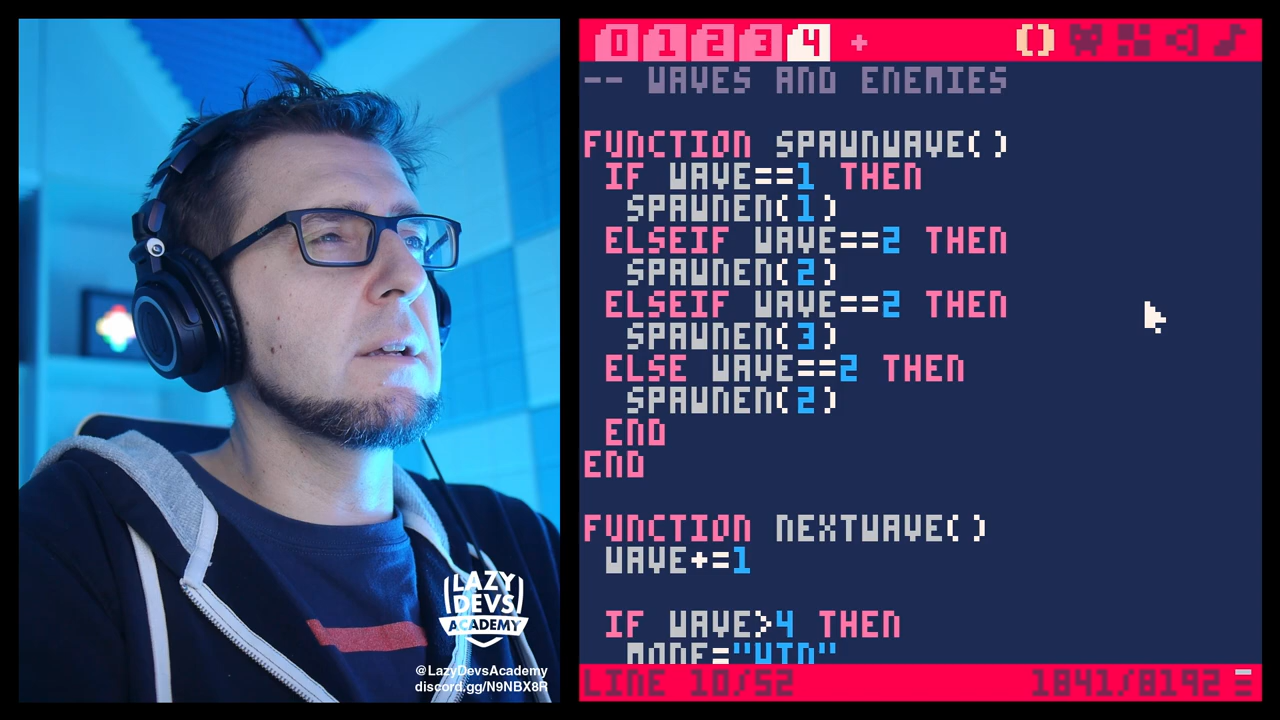 0 1 2 3 4 +
-- WAVES AND ENEMIES
FUNCTION SPAWNWAVE()
IF WAVE==1 THEN
SPAWNEN(1)
ELSEIF WAVE==2 THEN
SPAWNEN(2)
ELSEIF WAVE==2 THEN
SPAWNEN(3)
ELSE WAVE==2 THEN
SPAWNEN(2)
END
END
FUNCTION NEXTWAVE()
WAVE+=1
IF WAVE>4 THEN
MODE="WIN"
LINE 10/52 1841/8192
LAZY
DEVS
ACADEMY
@LazyDevsAcademy
discord.gg/N9NBX8R